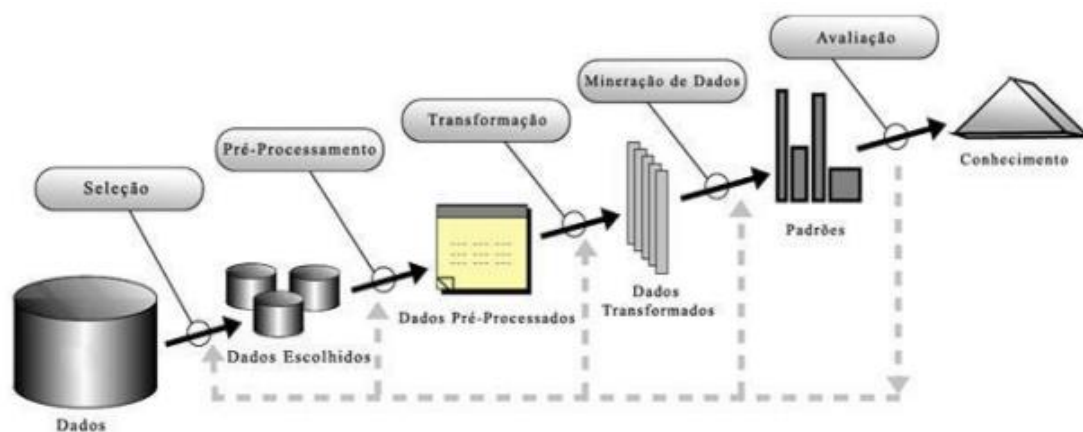 Avaliação
Mineração de Dados
Transformação
Pré-Processamento
Seleção
Conhecimento
Padrões
Dados
Transformados
Dados Pré-Processados
Dados Escolhidos
Dados